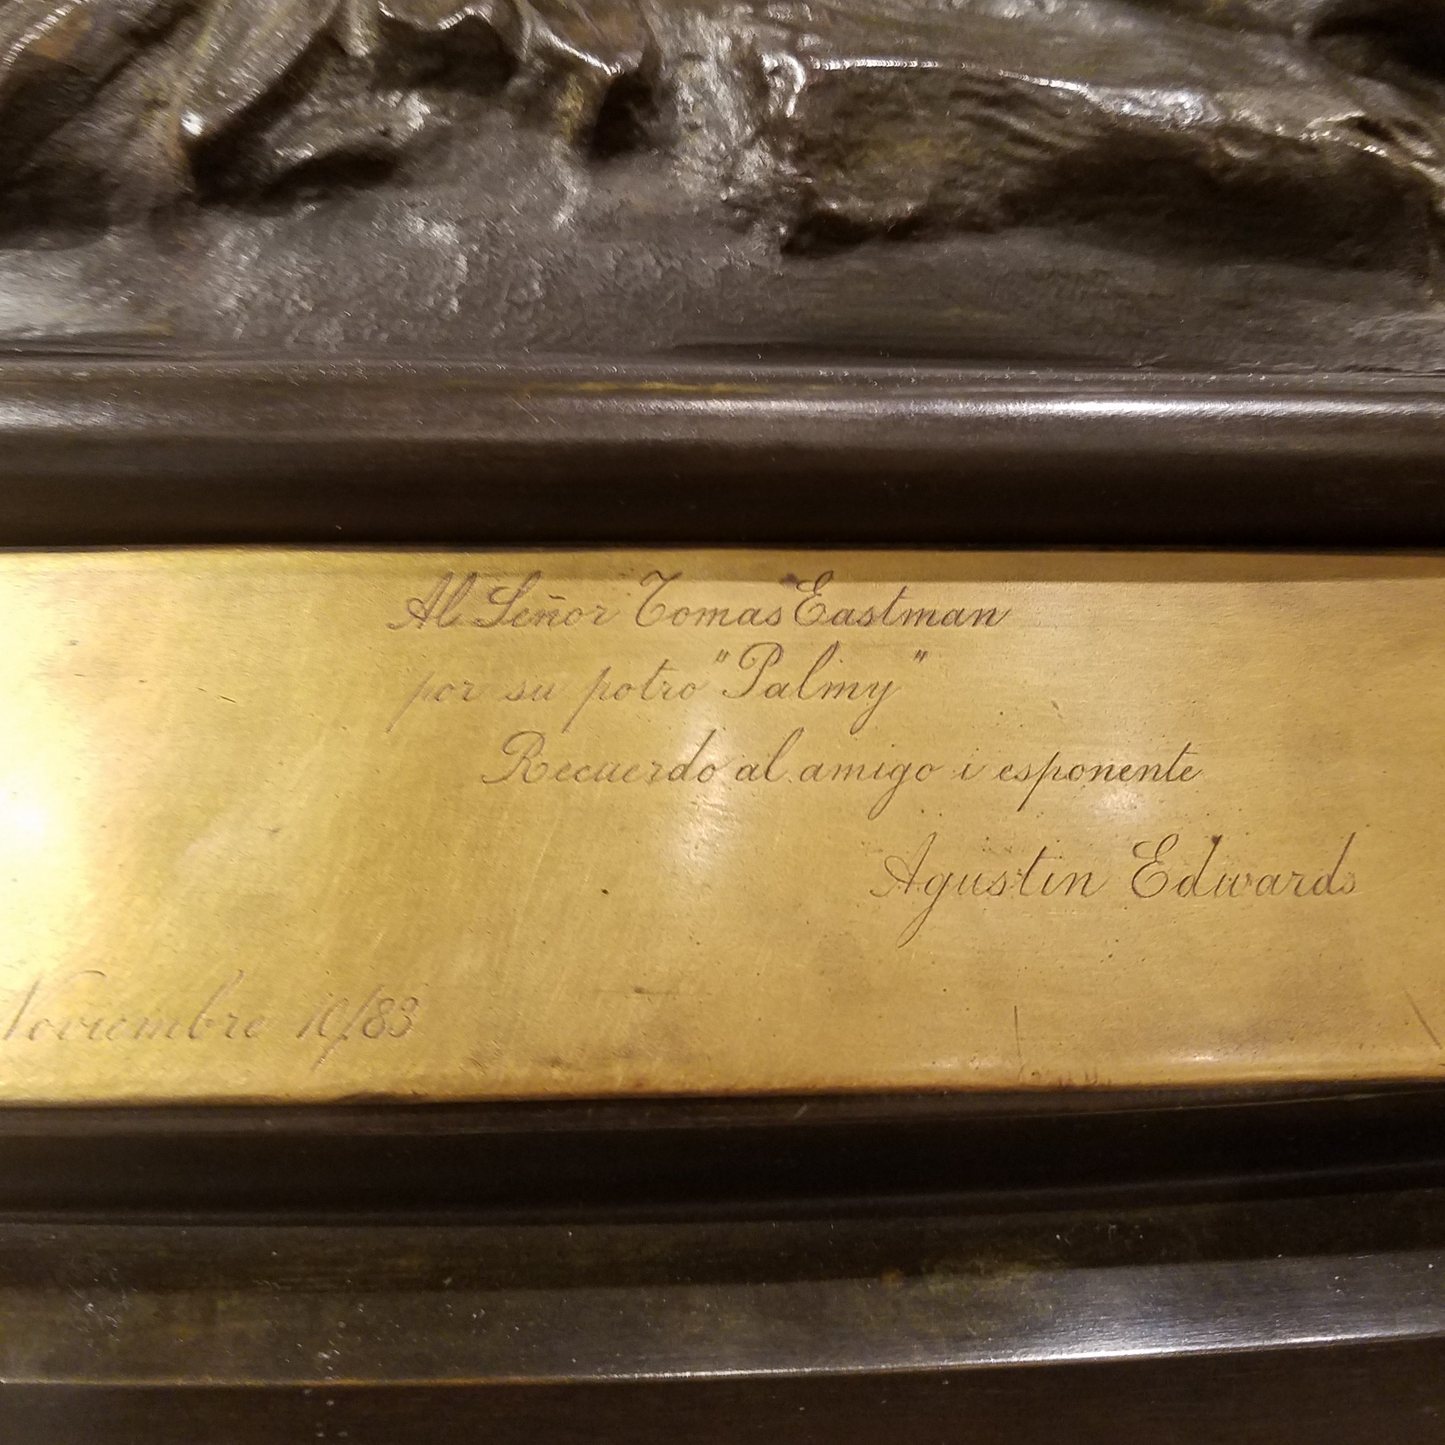 Al Señor Tomas Eastman
por su potro "Palmy"
Recuerdo al amigo i esponente
Agustin Edwards
Noviembre 10/83